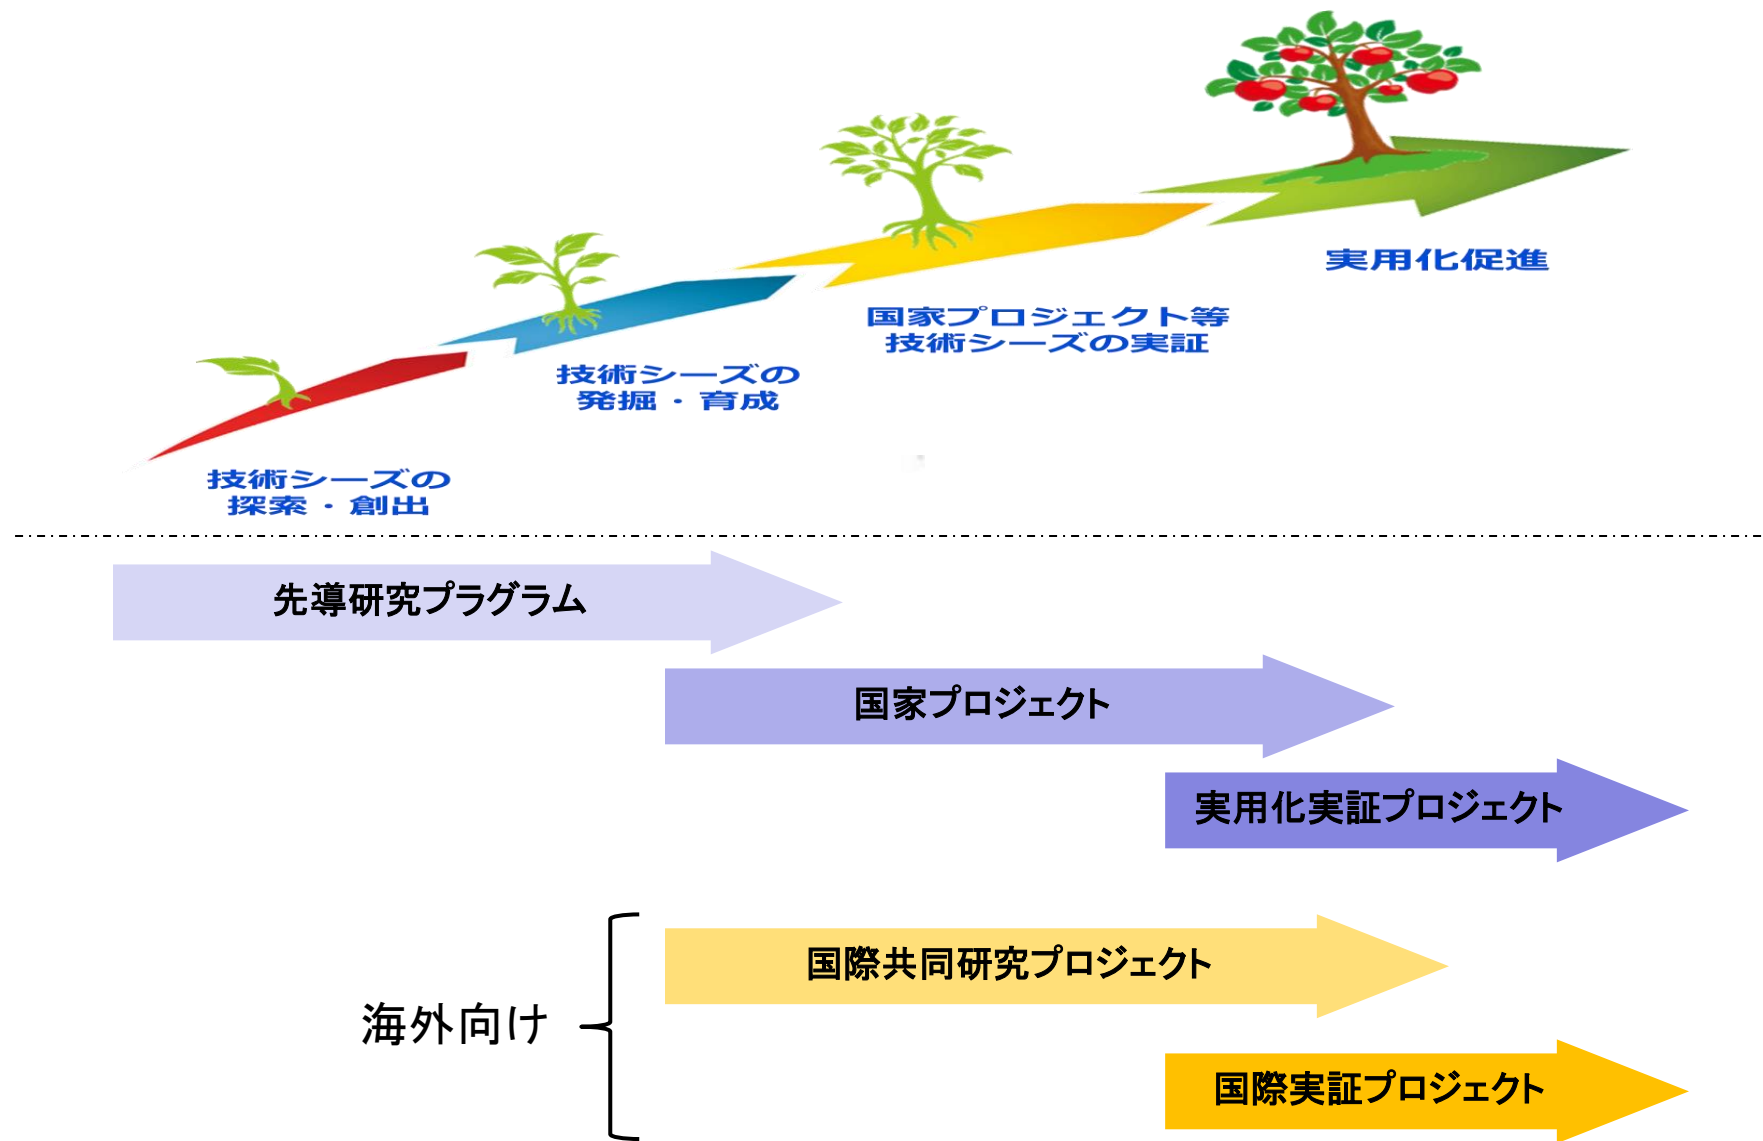 実用化促進
国家プロジェクト等
技術シーズの実証
技術シーズの
発掘・育成
技術シーズの
探索・創出
先導研究プラグラム
国家プロジェクト
実用化実証プロジェクト
国際共同研究プロジェクト
海外向け
国際実証プロジェクト